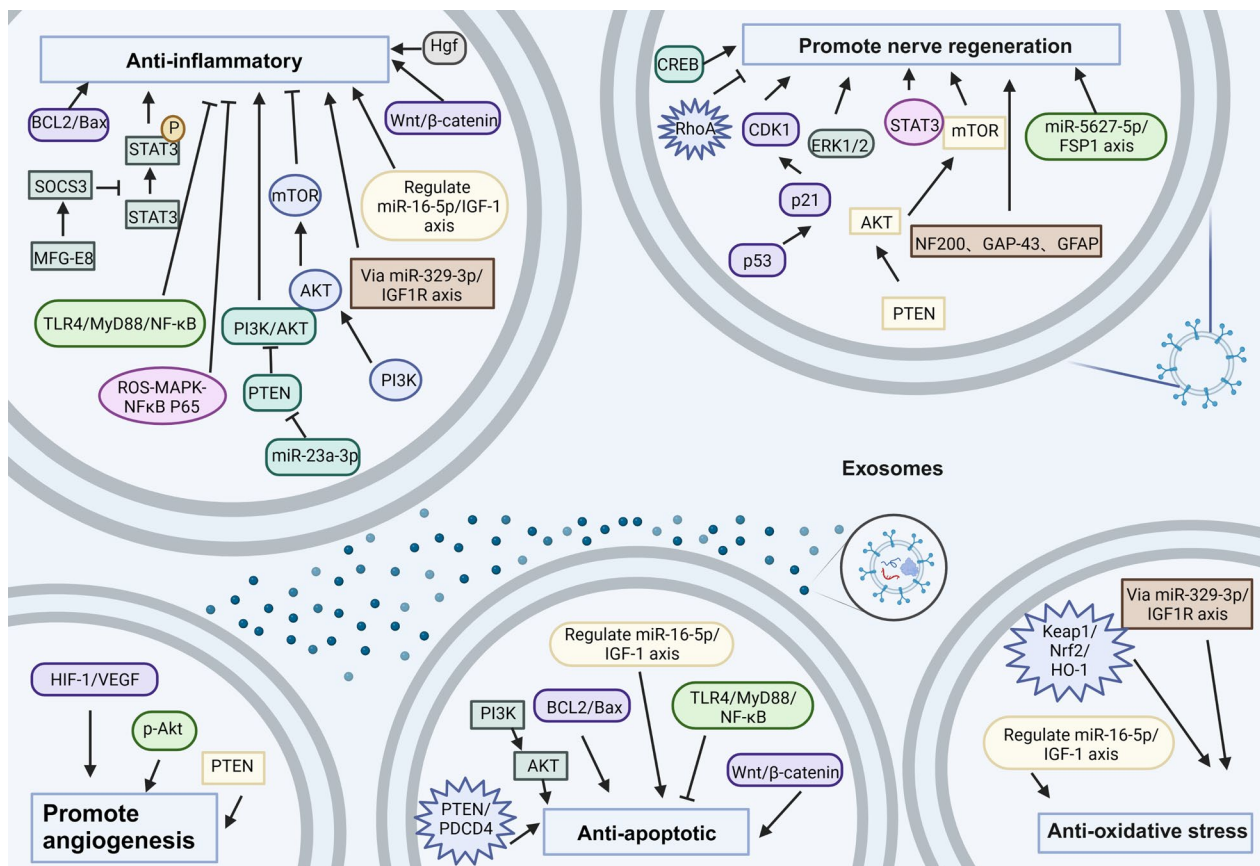 Anti-inflammatory
Hgf
BCL2/Bax
P
STAT3
Wnt/β-catenin
SOCS3
STAT3
mTOR
Regulate
miR-16-5p/IGF-1
axis
MFG-E8
Via miR-329-3p/
IGF1R axis
AKT
TLR4/MyD88/NF-κB
PI3K/AKT
ROS-MAPK-
NFκB P65
PTEN
PI3K
miR-23a-3p
Promote nerve regeneration
CREB
RhoA
CDK1
ERK1/2
STAT3
mTOR
miR-5627-5p/
FSP1 axis
p21
AKT
NF200、GAP-43、GFAP
p53
PTEN
Exosomes
HIF-1/VEGF
p-Akt
PTEN
Promote
angiogenesis
Regulate miR-16-5p/
IGF-1 axis
PI3K
BCL2/Bax
TLR4/MyD88/
NF-κB
AKT
Wnt/β-catenin
PTEN/
PDCD4
Anti-apoptotic
Via miR-329-3p/
IGF1R axis
Keap1/
Nrf2/
HO-1
Regulate miR-16-5p/
IGF-1 axis
Anti-oxidative stress